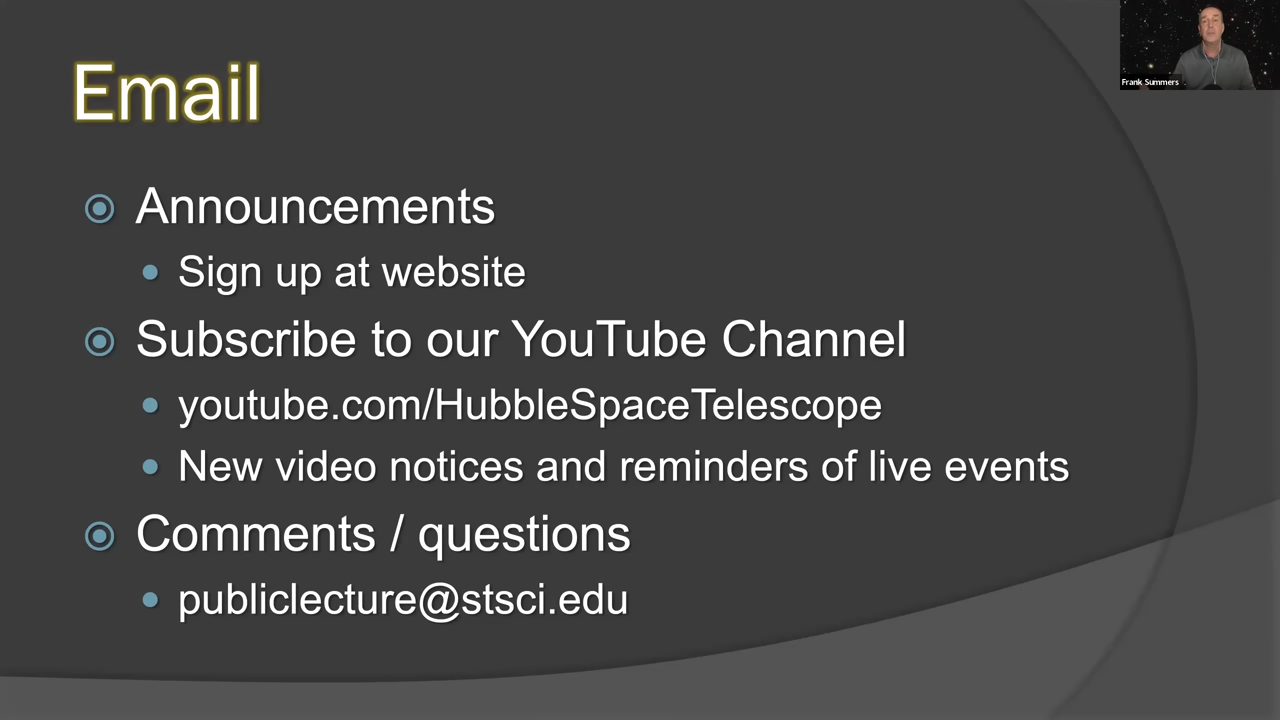 Email
Announcements
Sign up at website
Subscribe to our YouTube Channel
youtube.com/HubbleSpaceTelescope
New video notices and reminders of live events
Comments / questions
publiclecture@stsci.edu
Frank Summers